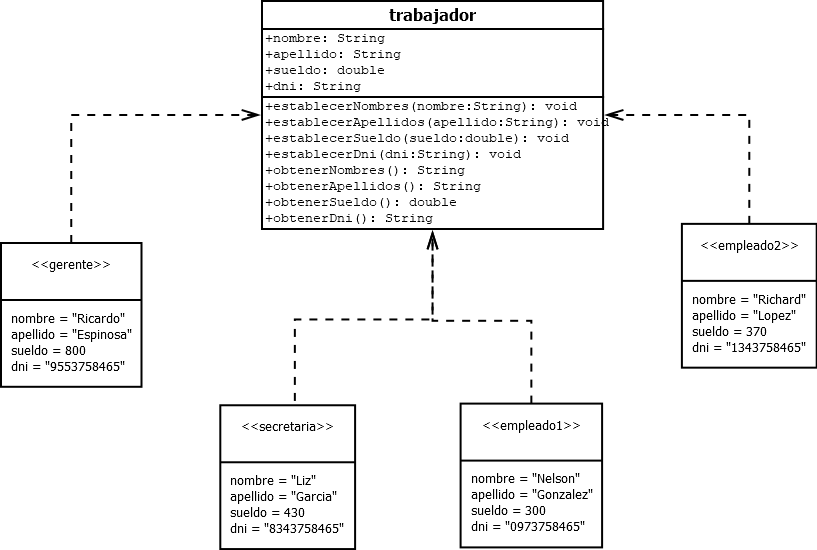 trabajador
+nombre: String
+apellido: String
+sueldo: double
+dni: String
+establecerNombres(nombre:String): void
+establecerApellidos(apellido:String): void
+establecerSueldo(sueldo:double): void
+establecerDni(dni:String): void
+obtenerNombres(): String
+obtenerApellidos(): String
+obtenerSueldo(): double
+obtenerDni(): String
<<gerente>>
nombre = "Ricardo"
apellido = "Espinosa"
sueldo = 800
dni = "9553758465"
<<secretaria>>
nombre = "Liz"
apellido = "Garcia"
sueldo = 430
dni = "8343758465"
<<empleado1>>
nombre = "Nelson"
apellido = "Gonzalez"
sueldo = 300
dni = "0973758465"
<<empleado2>>
nombre = "Richard"
apellido = "Lopez"
sueldo = 370
dni = "1343758465"